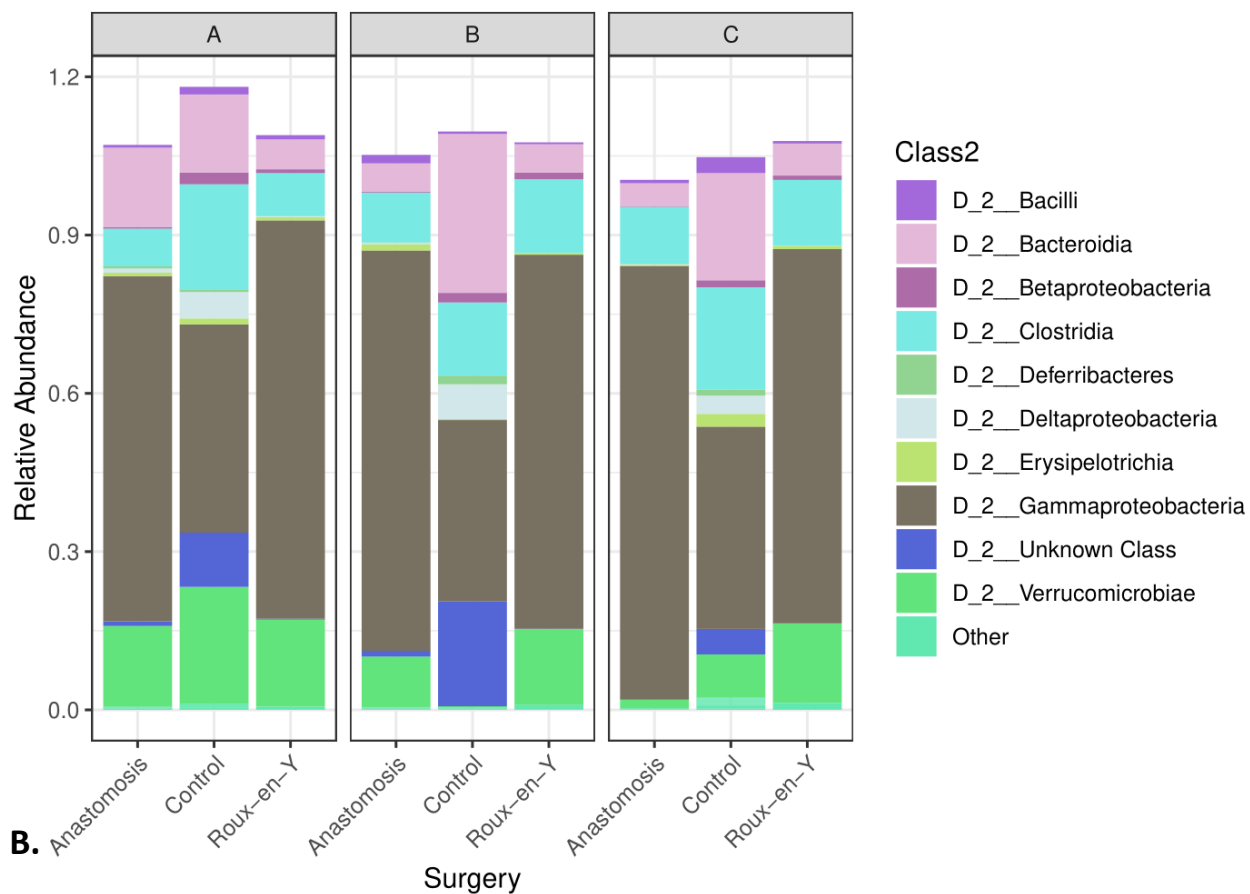 A
B
C
1.2
0.9
0.6
0.3
0.0
Relative Abundance
Anastomosis
Control
Roux−en−Y
Anastomosis
Control
Roux−en−Y
Anastomosis
Control
Roux−en−Y
Surgery
B.
Class2
D_2__Bacilli
D_2__Bacteroidia
D_2__Betaproteobacteria
D_2__Clostridia
D_2__Deferribacteres
D_2__Deltaproteobacteria
D_2__Erysipelotrichia
D_2__Gammaproteobacteria
D_2__Unknown Class
D_2__Verrucomicrobiae
Other